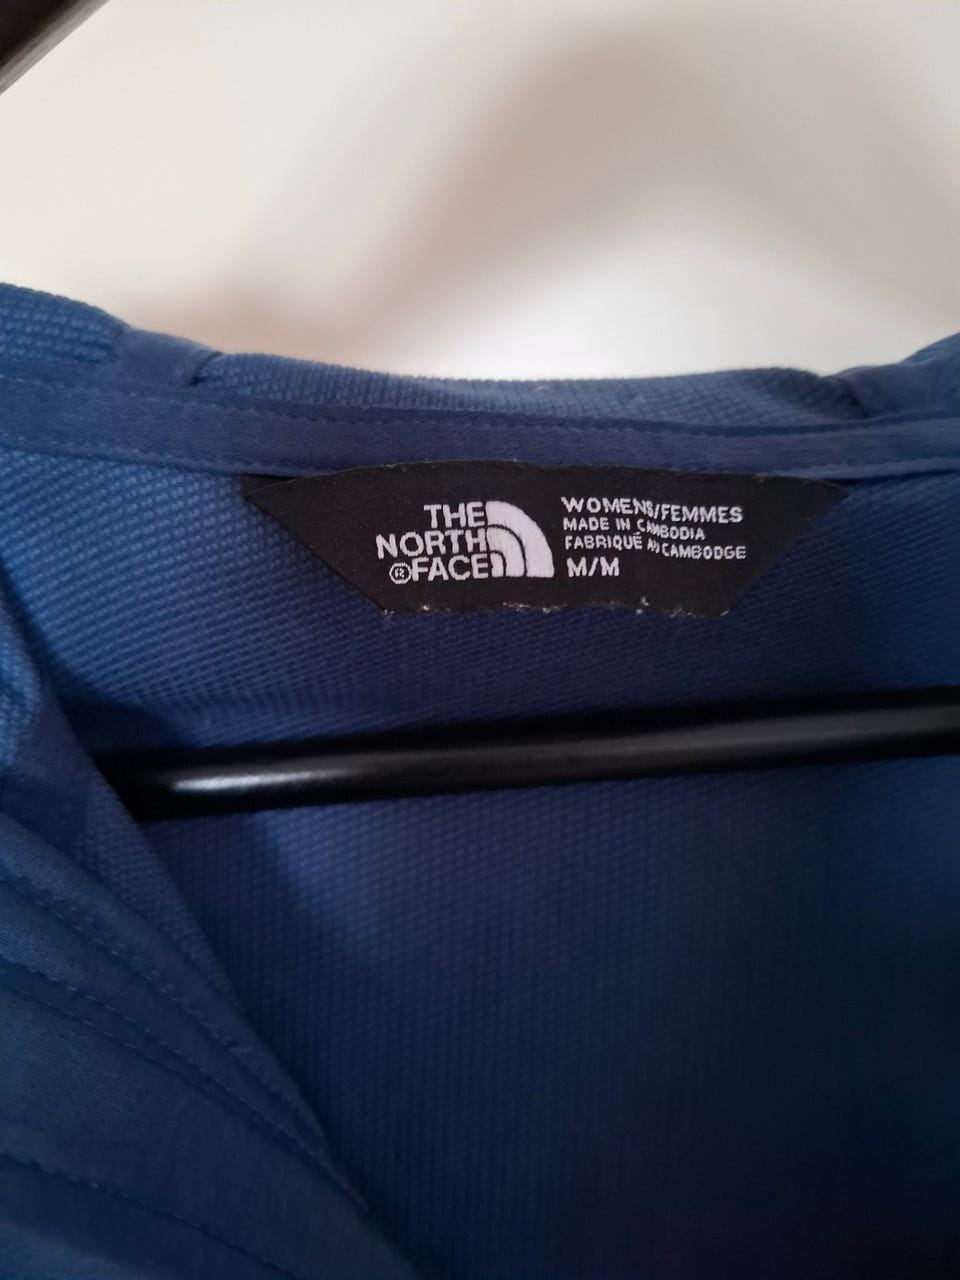 THE
NORTH
®FACE
WOMENS/FEMMES
MADE IN CAMBODIA
FABRIQUÉ AU CAMBODGE
M/M